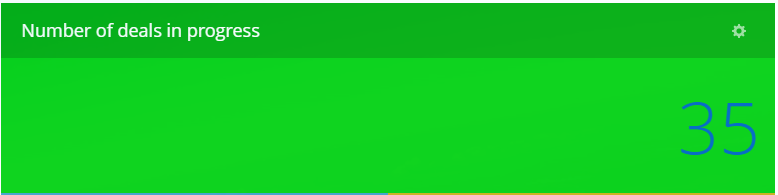 Number of deals in progress
35